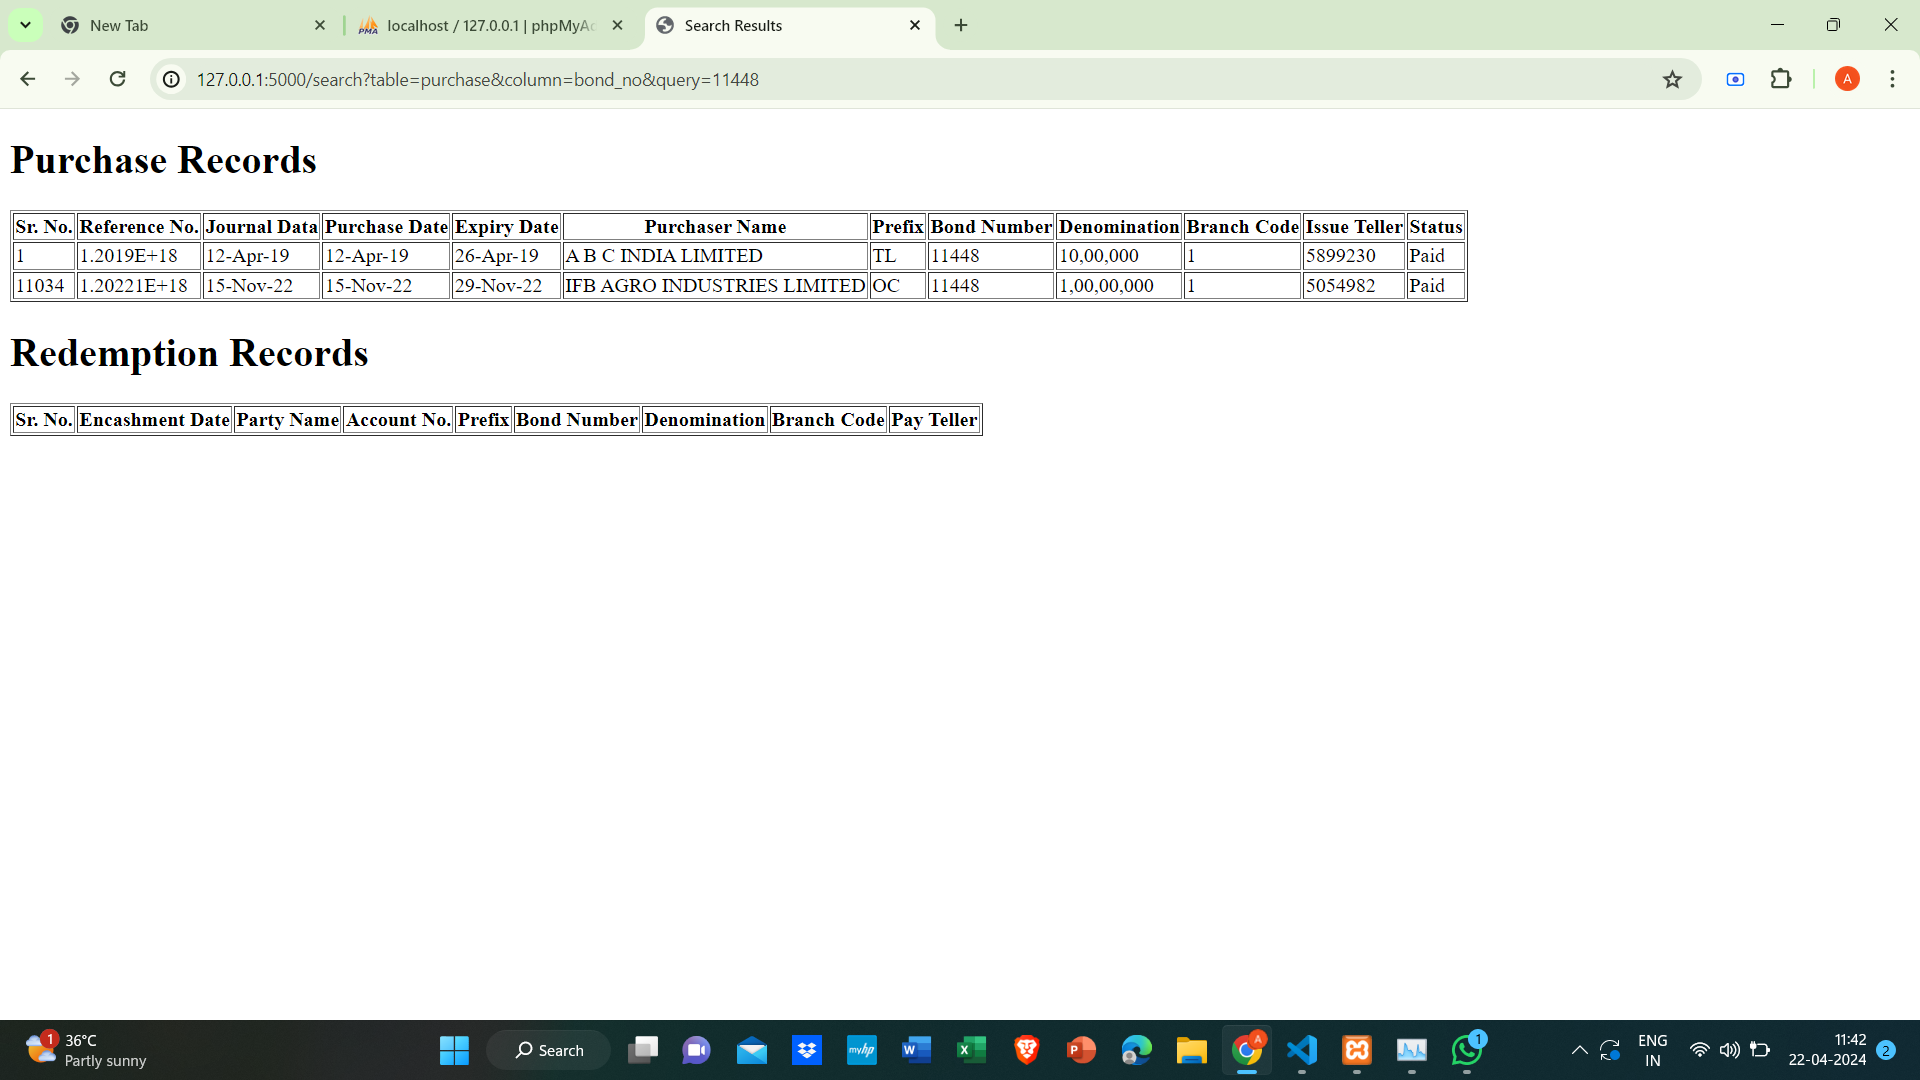 New Tab
localhost / 127.0.0.1 | phpMyAc
Search Results
127.0.0.1:5000/search?table=purchase&column=bond_no&query=11448
A
Purchase Records
Sr. No. Reference No. Journal Data Purchase Date Expiry Date Purchaser Name Prefix Bond Number Denomination Branch Code Issue Teller Status
1 1.2019E+18 12-Apr-19 12-Apr-19 26-Apr-19 A B C INDIA LIMITED TL 11448 10,00,000 1 5899230 Paid
11034 1.20221E+18 15-Nov-22 15-Nov-22 29-Nov-22 IFB AGRO INDUSTRIES LIMITED OC 11448 1,00,00,000 1 5054982 Paid
Redemption Records
Sr. No. Encashment Date Party Name Account No. Prefix Bond Number Denomination Branch Code Pay Teller
1 36°C
Partly sunny
Search
myhp
A
1
ENG
IN
11:42
22-04-2024
2